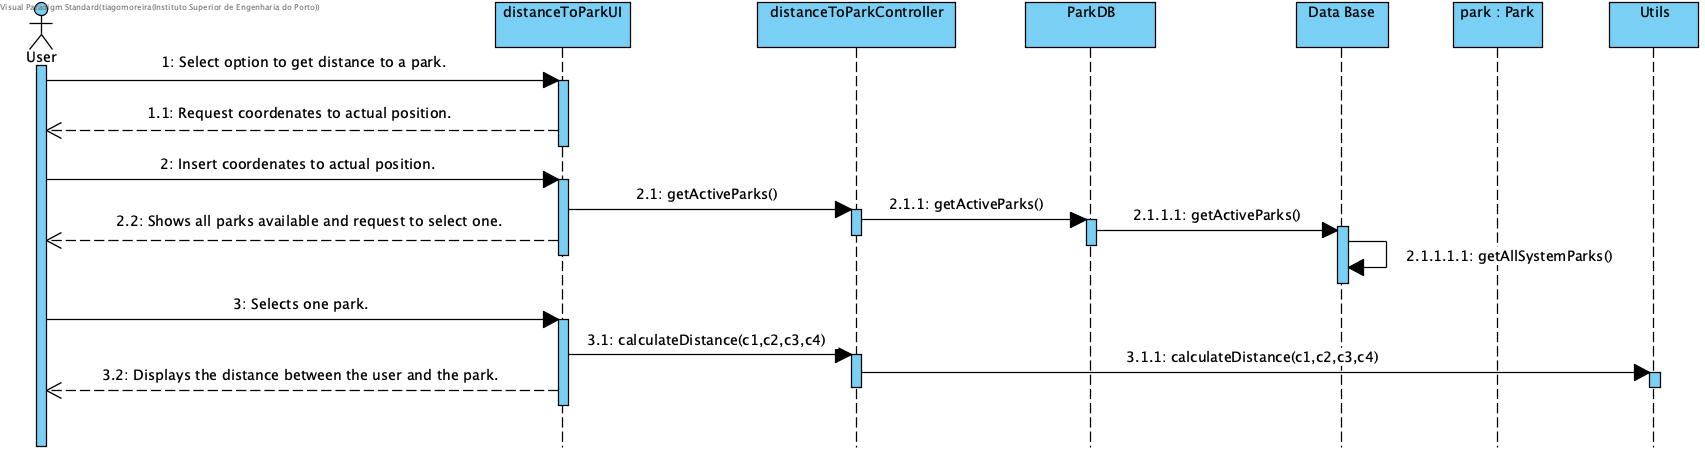 Visual Paradigm Standard(tiagomoreira(Instituto Superior de Engenharia do Porto))
distanceToParkUI
distanceToParkController
ParkDB
Data Base
park : Park
Utils
User
1: Select option to get distance to a park.
1.1: Request coordenates to actual position.
2: Insert coordenates to actual position.
2.1: getActiveParks()
2.1.1: getActiveParks()
2.1.1.1: getActiveParks()
2.2: Shows all parks available and request to select one.
2.1.1.1.1: getAllSystemParks()
3: Selects one park.
3.1: calculateDistance(c1,c2,c3,c4)
3.1.1: calculateDistance(c1,c2,c3,c4)
3.2: Displays the distance between the user and the park.